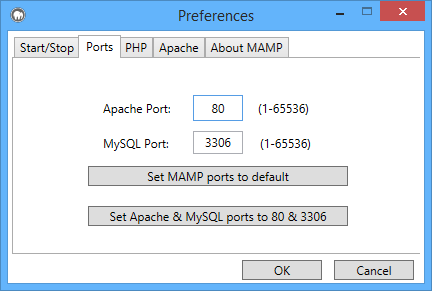 Preferences
Start/Stop Ports PHP Apache About MAMP
Apache Port: 80 (1-65536)
MySQL Port: 3306 (1-65536)
Set MAMP ports to default
Set Apache & MySQL ports to 80 & 3306
OK Cancel